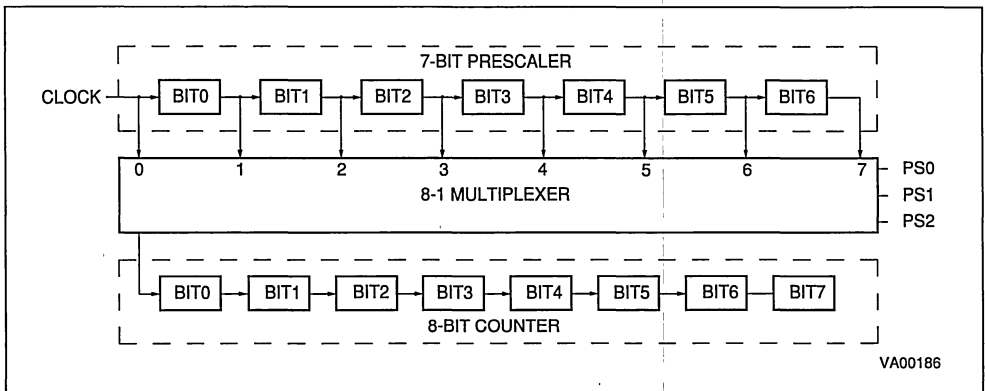 7-BIT PRESCALER
CLOCK BIT0 BIT1 BIT2 BIT3 BIT4 BIT5 BIT6
0 1 2 3 4 5 6 7 PS0
8-1 MULTIPLEXER PS1
PS2
BIT0 BIT1 BIT2 BIT3 BIT4 BIT5 BIT6 BIT7
8-BIT COUNTER
VA00186